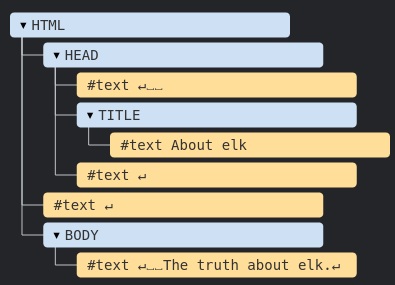 ▼ HTML
▼ HEAD
#text ↵␣␣
▼ TITLE
#text About elk
#text ↵
#text ↵
▼ BODY
#text ↵␣␣The truth about elk.↵